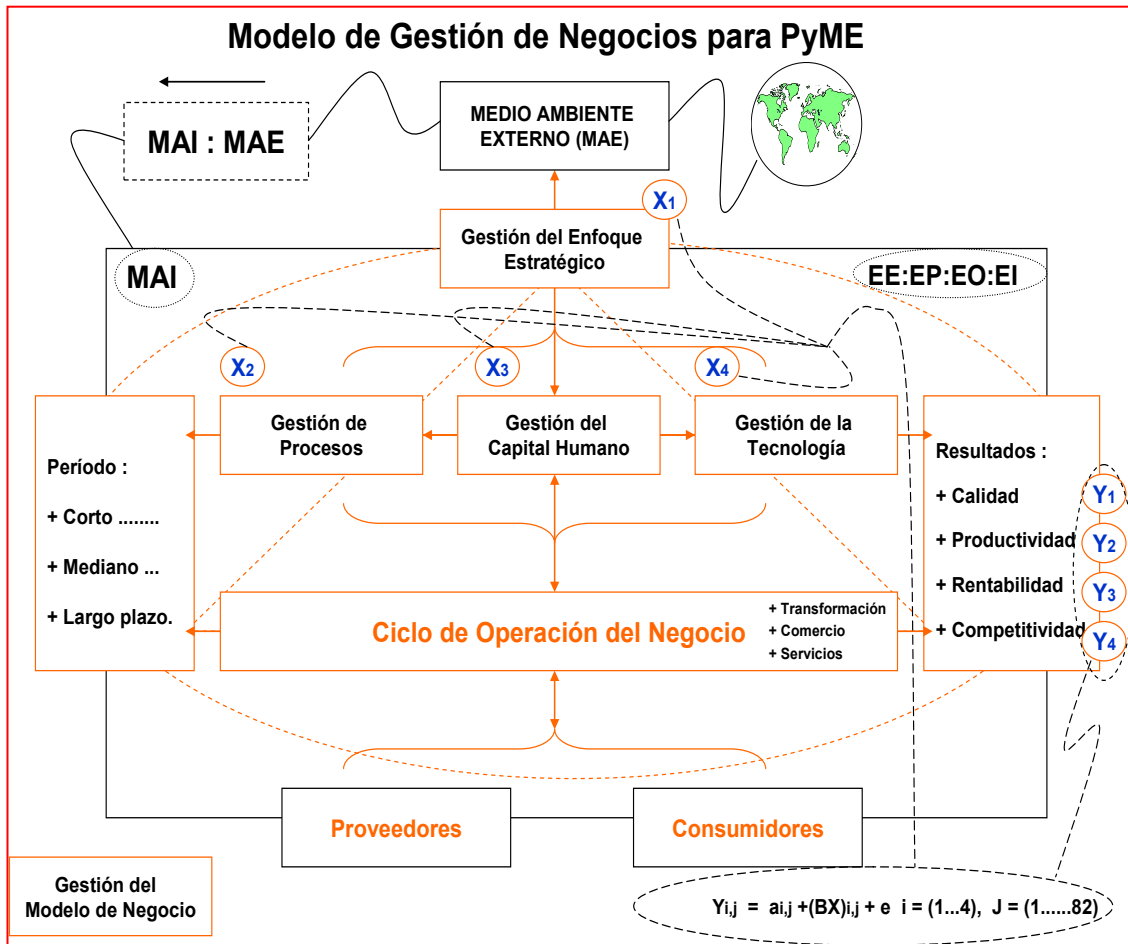 Modelo de Gestión de Negocios para PyME
MAI : MAE
MEDIO AMBIENTE
EXTERNO (MAE)
X1
Gestión del Enfoque
Estratégico
MAI
EE:EP:EO:EI
X2
X3
X4
Gestión de
Procesos
Gestión del
Capital Humano
Gestión de la
Tecnología
Período :
+ Corto ........
+ Mediano ...
+ Largo plazo.
Resultados :
+ Calidad
+ Productividad
+ Rentabilidad
+ Competitividad
Y1
Y2
Y3
Y4
Ciclo de Operación del Negocio
+ Transformación
+ Comercio
+ Servicios
Proveedores
Consumidores
Gestión del
Modelo de Negocio
Yi,j = ai,j +(BX)i,j + e i = (1...4), J = (1......82)